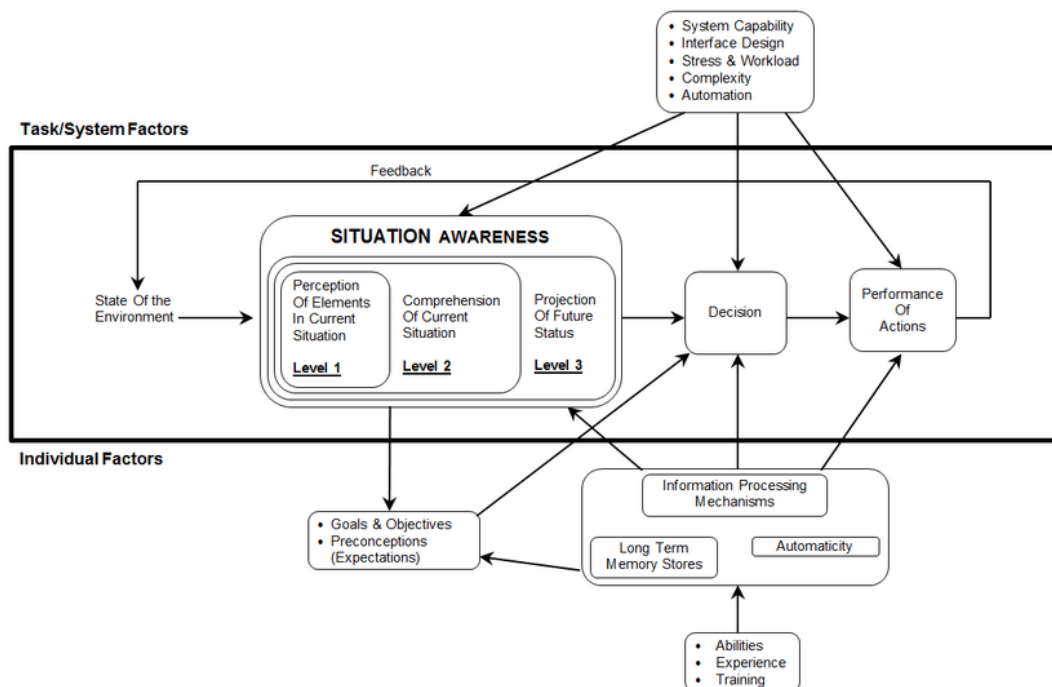 • System Capability
• Interface Design
• Stress & Workload
• Complexity
• Automation
Task/System Factors
Feedback
SITUATION AWARENESS
State Of the
Environment
Perception
Of Elements
In Current
Situation
Level 1
Comprehension
Of Current
Situation
Level 2
Projection
Of Future
Status
Level 3
Decision
Performance
Of
Actions
Individual Factors
• Goals & Objectives
• Preconceptions
(Expectations)
Information Processing
Mechanisms
Long Term
Memory Stores
Automaticity
• Abilities
• Experience
• Training